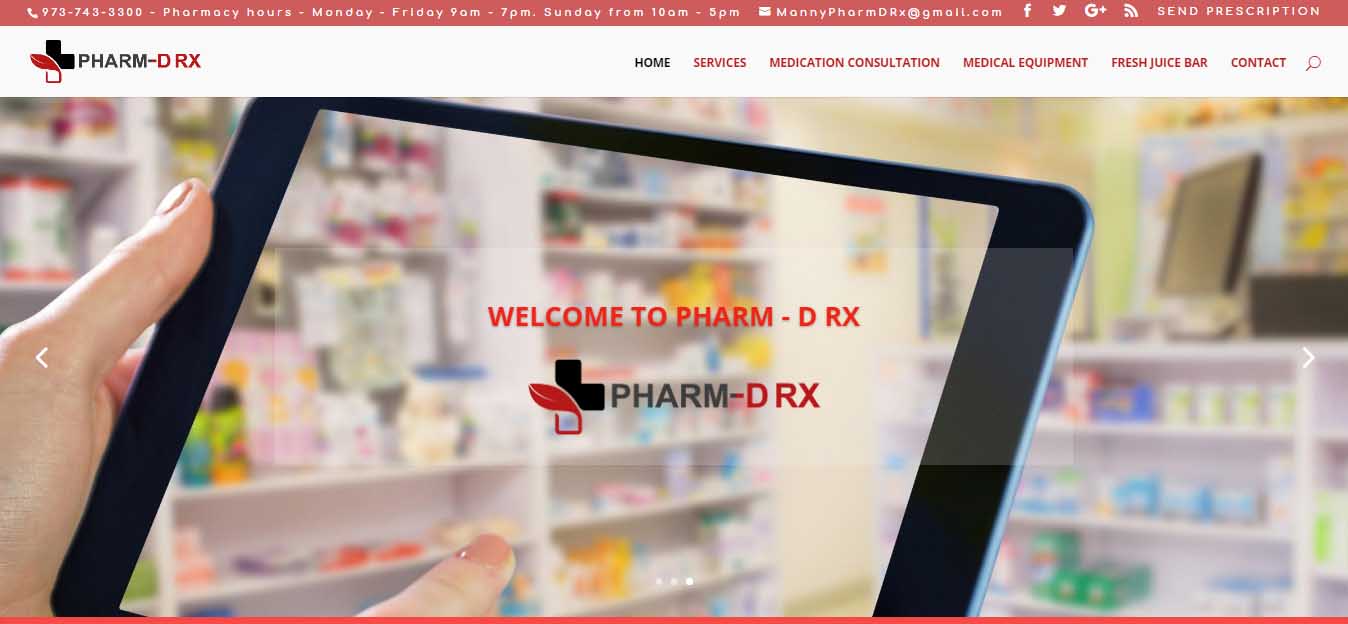 973-743-3300 - Pharmacy hours - Monday - Friday 9am - 7pm. Sunday from 10am - 5pm MannyPharmDRx@gmail.com SEND PRESCRIPTION
PHARM-D RX HOME SERVICES MEDICATION CONSULTATION MEDICAL EQUIPMENT FRESH JUICE BAR CONTACT
WELCOME TO PHARM - D RX
PHARM-D RX